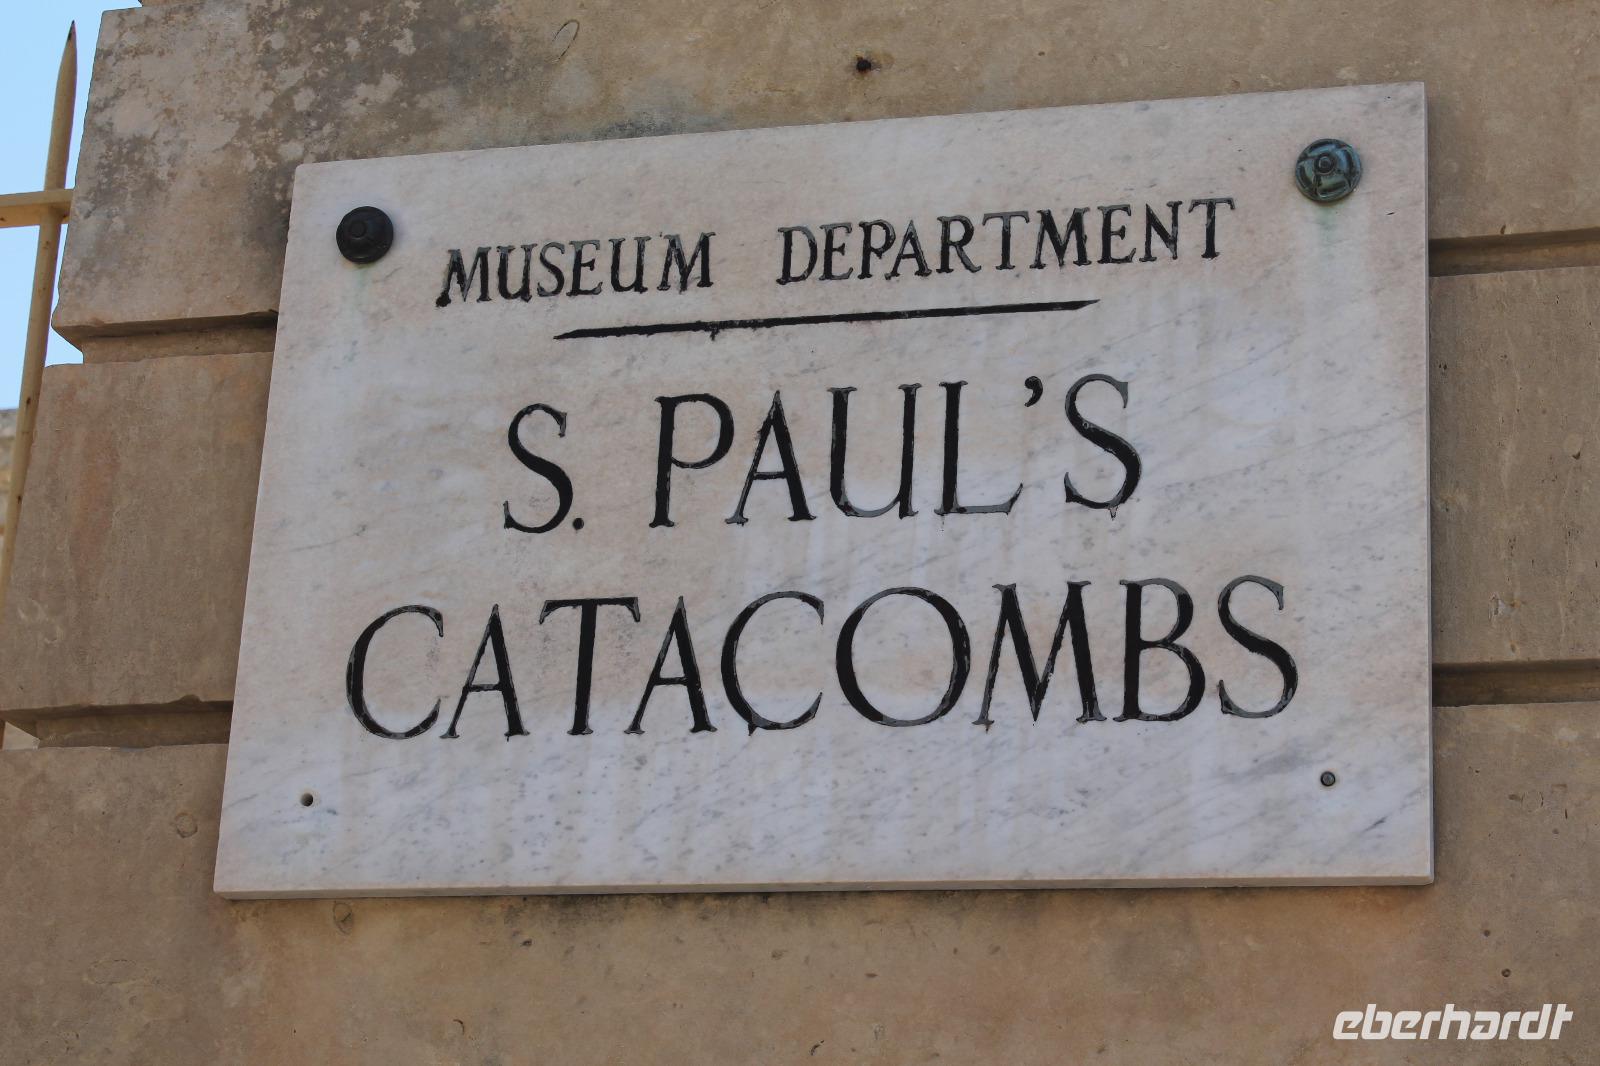 MUSEUM DEPARTMENT
S. PAUL'S
CATACOMBS
eberhardt